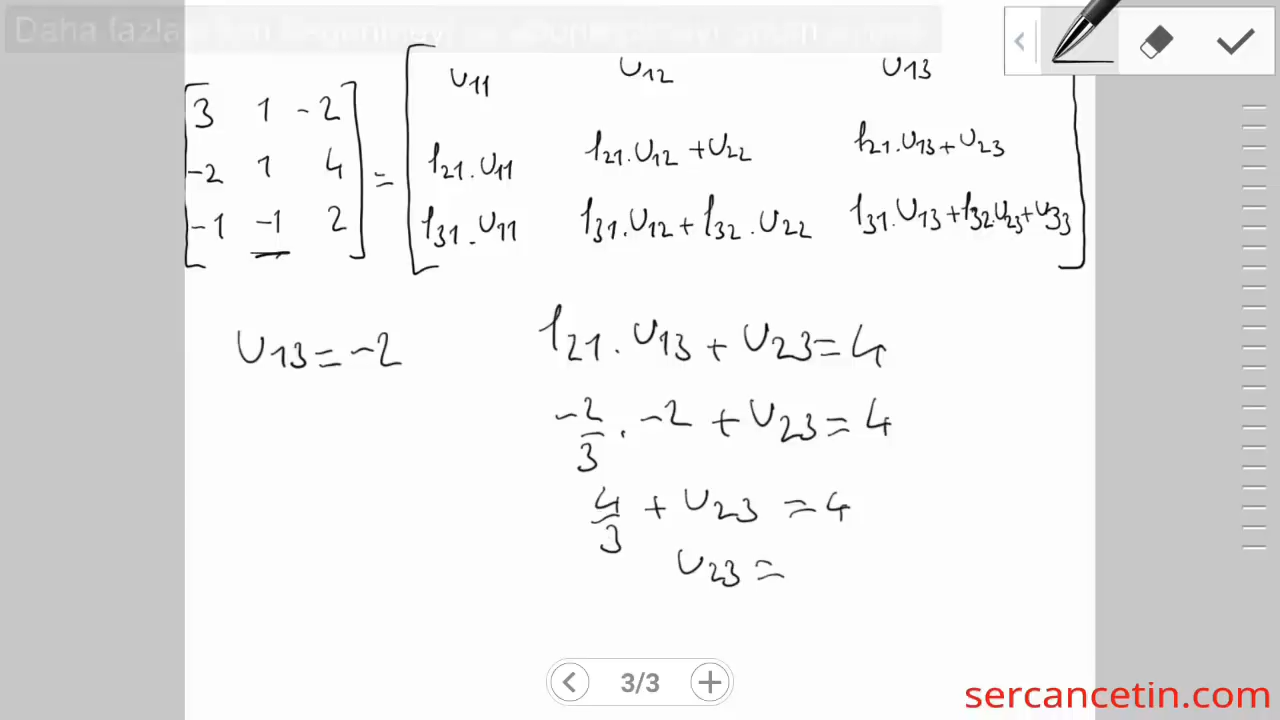 Daha fazla
3 1 -2
-2 1 4
-1 -1 2
=
U11 U12 U13
l21.U11 l21.U12+U22 l21.U13+U23
l31.U11 l31.U12+l32.U22 l31.U13+l32.U23+U33
U13=-2
l21.U13+U23=4
-2/3.-2+U23=4
4/3+U23=4
U23=
3/3
sercancetin.com